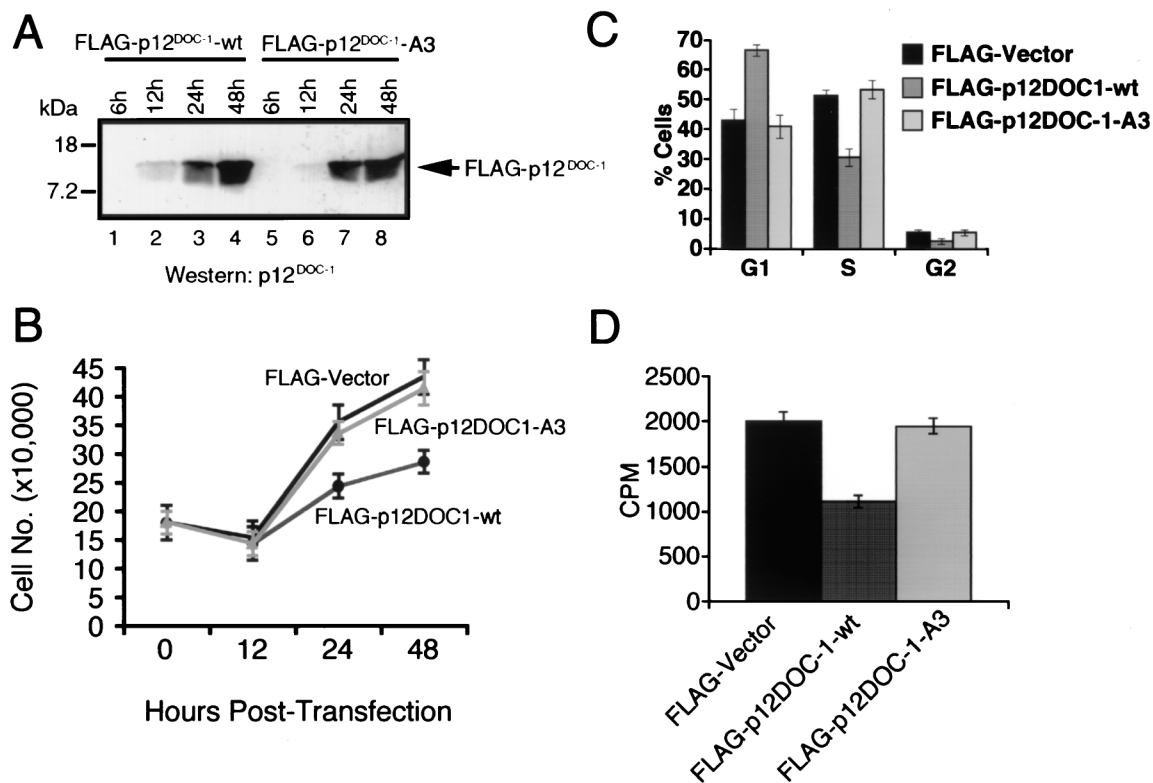 A
FLAG-p12DOC-1-wt FLAG-p12DOC-1-A3
6h 12h 24h 48h 6h 12h 24h 48h
kDa
18
7.2
FLAG-p12 DOC-1
1 2 3 4 5 6 7 8
Western: p12DOC-1
B
45
40
35
30
25
20
15
10
5
0
Cell No. (x10,000)
FLAG-Vector
FLAG-p12DOC1-A3
FLAG-p12DOC1-wt
0 12 24 48
Hours Post-Transfection
C
70
60
50
40
30
20
10
0
% Cells
FLAG-Vector
FLAG-p12DOC1-wt
FLAG-p12DOC-1-A3
G1 S G2
D
2500
2000
1500
1000
500
0
CPM
FLAG-Vector
FLAG-p12DOC-1-wt
FLAG-p12DOC-1-A3